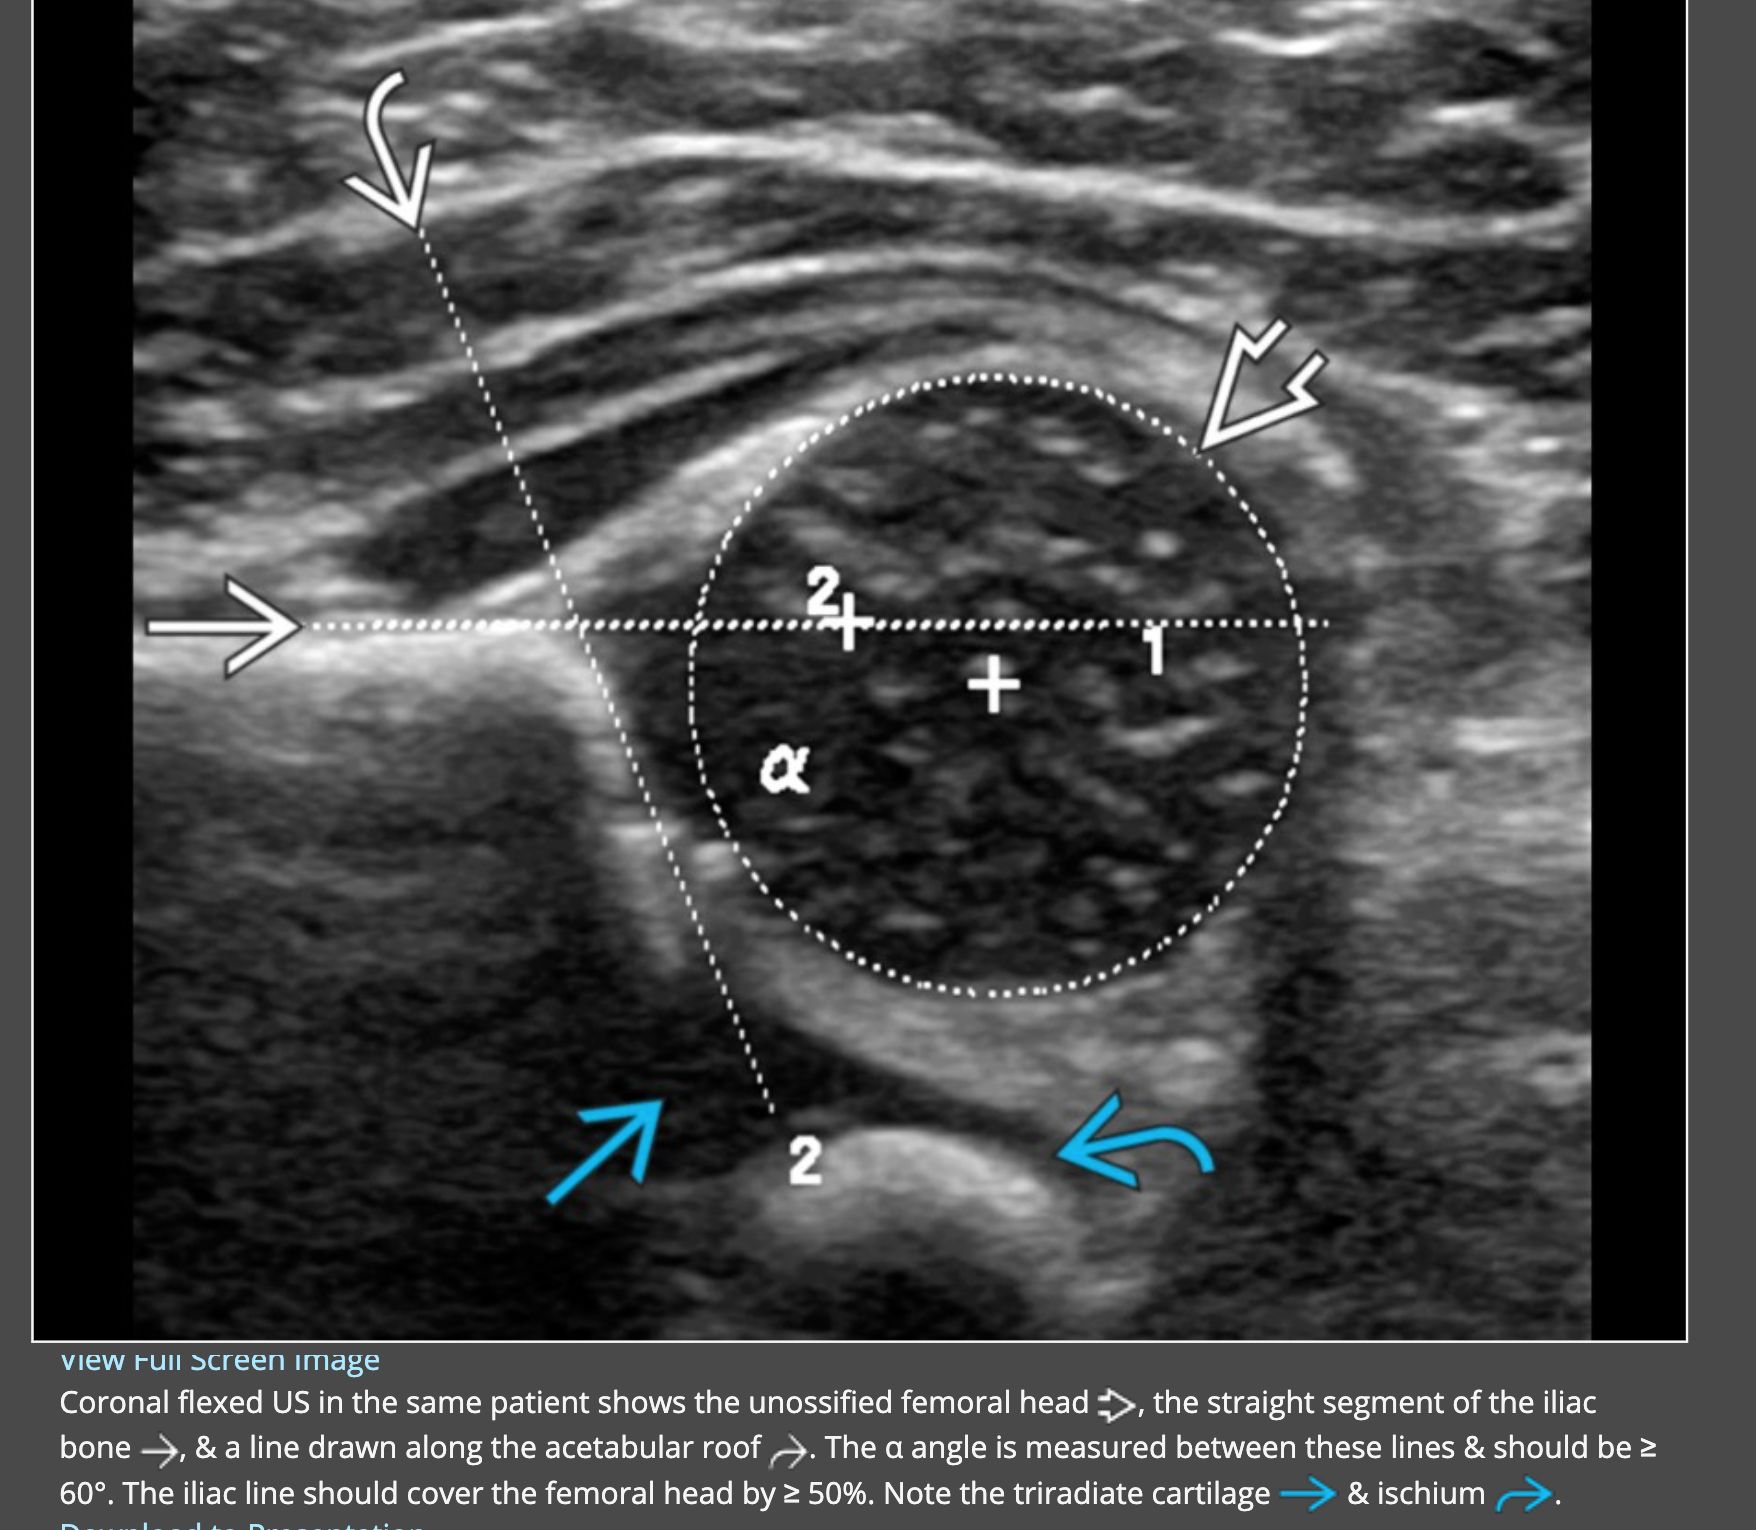 2
1
α
2
View Full Screen Image
Coronal flexed US in the same patient shows the unossified femoral head , the straight segment of the iliac
bone , & a line drawn along the acetabular roof . The α angle is measured between these lines & should be ≥
60°. The iliac line should cover the femoral head by ≥ 50%. Note the triradiate cartilage & ischium .
Download to Presentation